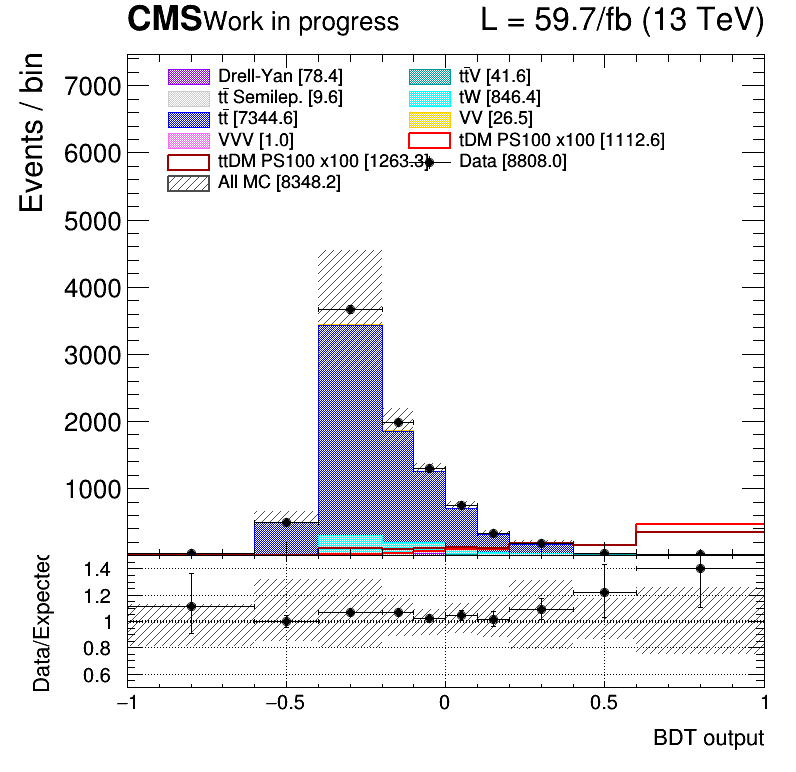 CMS Work in progress L = 59.7/fb (13 TeV)
Events / bin
7000
6000
5000
4000
3000
2000
1000
Drell-Yan [78.4] tt̄V [41.6]
tt̄ Semilep. [9.6] tW [846.4]
tt̄ [7344.6] VV [26.5]
VVV [1.0] tDM PS100 x100 [1112.6]
ttDM PS100 x100 [1263.3] Data [8808.0]
All MC [8348.2]
Data/Expected
1.4
1.2
1
0.8
0.6
−1 −0.5 0 0.5 1
BDT output